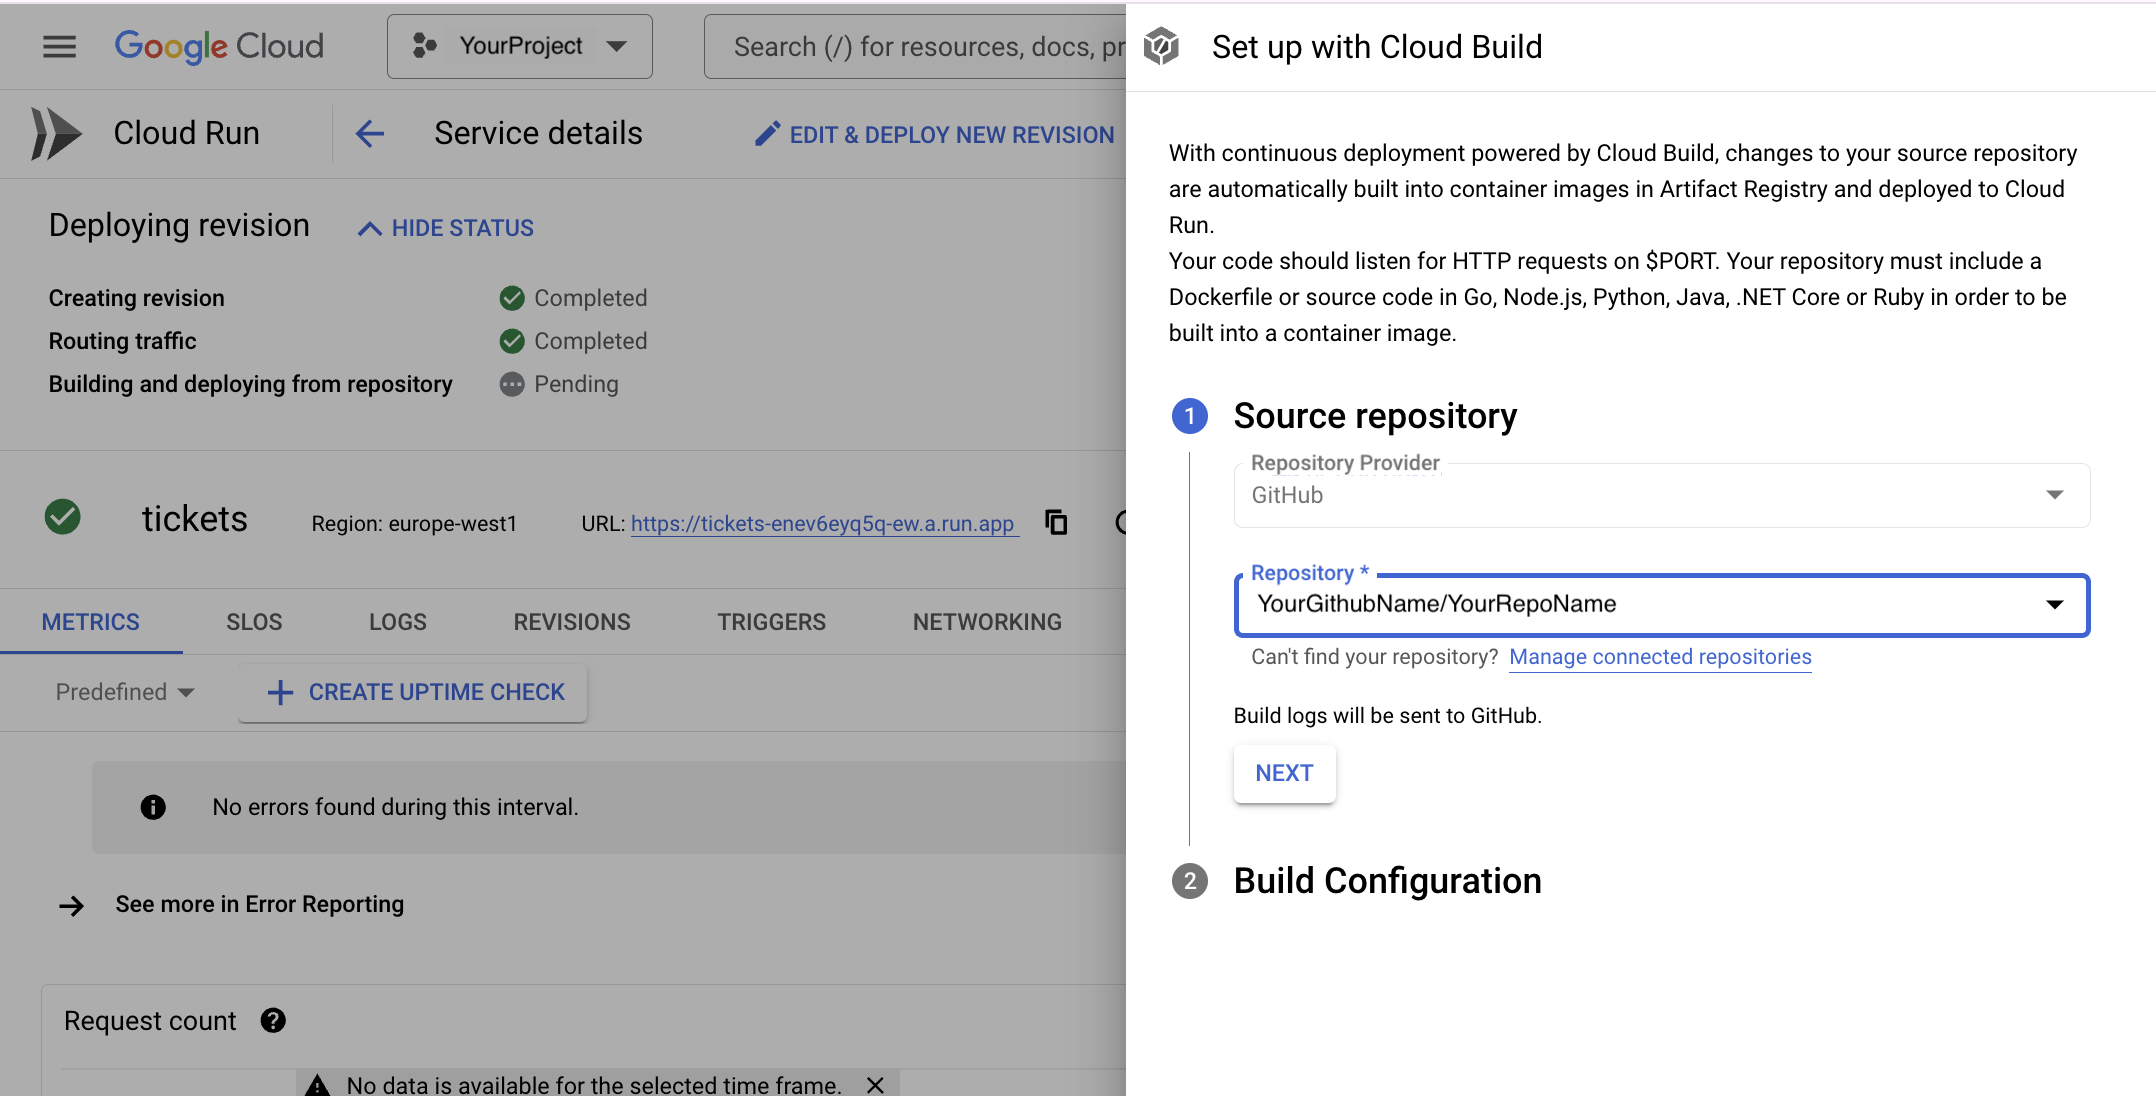 Google Cloud
YourProject
Search (/) for resources, docs, pr
Cloud Run
Service details
EDIT & DEPLOY NEW REVISION
Deploying revision
HIDE STATUS
Creating revision
Completed
Routing traffic
Completed
Building and deploying from repository
Pending
tickets
Region: europe-west1
URL: https://tickets-enev6eyq5q-ew.a.run.app
METRICS
SLOS
LOGS
REVISIONS
TRIGGERS
NETWORKING
Predefined
CREATE UPTIME CHECK
No errors found during this interval.
See more in Error Reporting
Request count
No data is available for the selected time frame.
Set up with Cloud Build
With continuous deployment powered by Cloud Build, changes to your source repository
are automatically built into container images in Artifact Registry and deployed to Cloud
Run.
Your code should listen for HTTP requests on $PORT. Your repository must include a
Dockerfile or source code in Go, Node.js, Python, Java, .NET Core or Ruby in order to be
built into a container image.
1
Source repository
Repository Provider
GitHub
Repository *
YourGithubName/YourRepoName
Can't find your repository? Manage connected repositories
Build logs will be sent to GitHub.
NEXT
2
Build Configuration